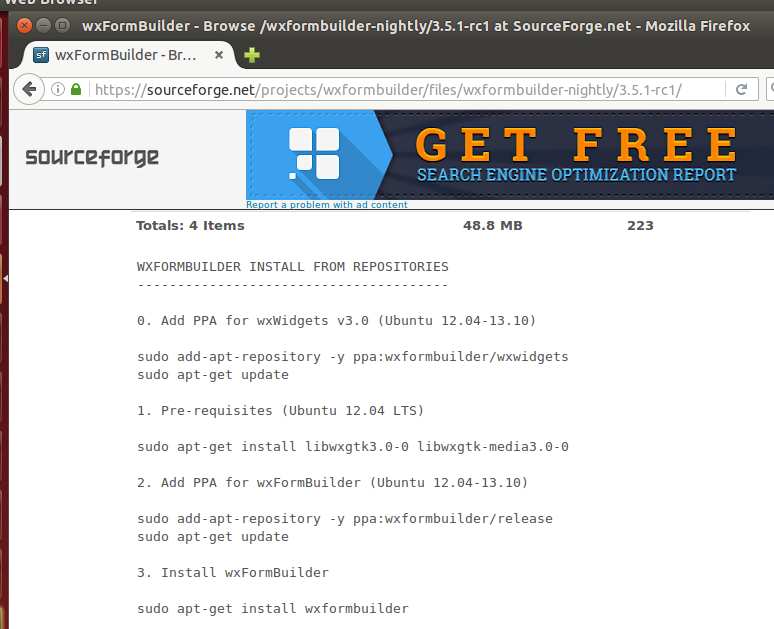 Web Browser
wxFormBuilder - Browse /wxformbuilder-nightly/3.5.1-rc1 at SourceForge.net - Mozilla Firefox
sf wxFormBuilder - Br...
https://sourceforge.net/projects/wxformbuilder/files/wxformbuilder-nightly/3.5.1-rc1/
sourceforge
GET FREE
SEARCH ENGINE OPTIMIZATION REPORT
Report a problem with ad content
Totals: 4 Items 48.8 MB 223
WXFORMBUILDER INSTALL FROM REPOSITORIES
---------------------------------------
0. Add PPA for wxWidgets v3.0 (Ubuntu 12.04-13.10)
sudo add-apt-repository -y ppa:wxformbuilder/wxwidgets
sudo apt-get update
1. Pre-requisites (Ubuntu 12.04 LTS)
sudo apt-get install libwxgtk3.0-0 libwxgtk-media3.0-0
2. Add PPA for wxFormBuilder (Ubuntu 12.04-13.10)
sudo add-apt-repository -y ppa:wxformbuilder/release
sudo apt-get update
3. Install wxFormBuilder
sudo apt-get install wxformbuilder